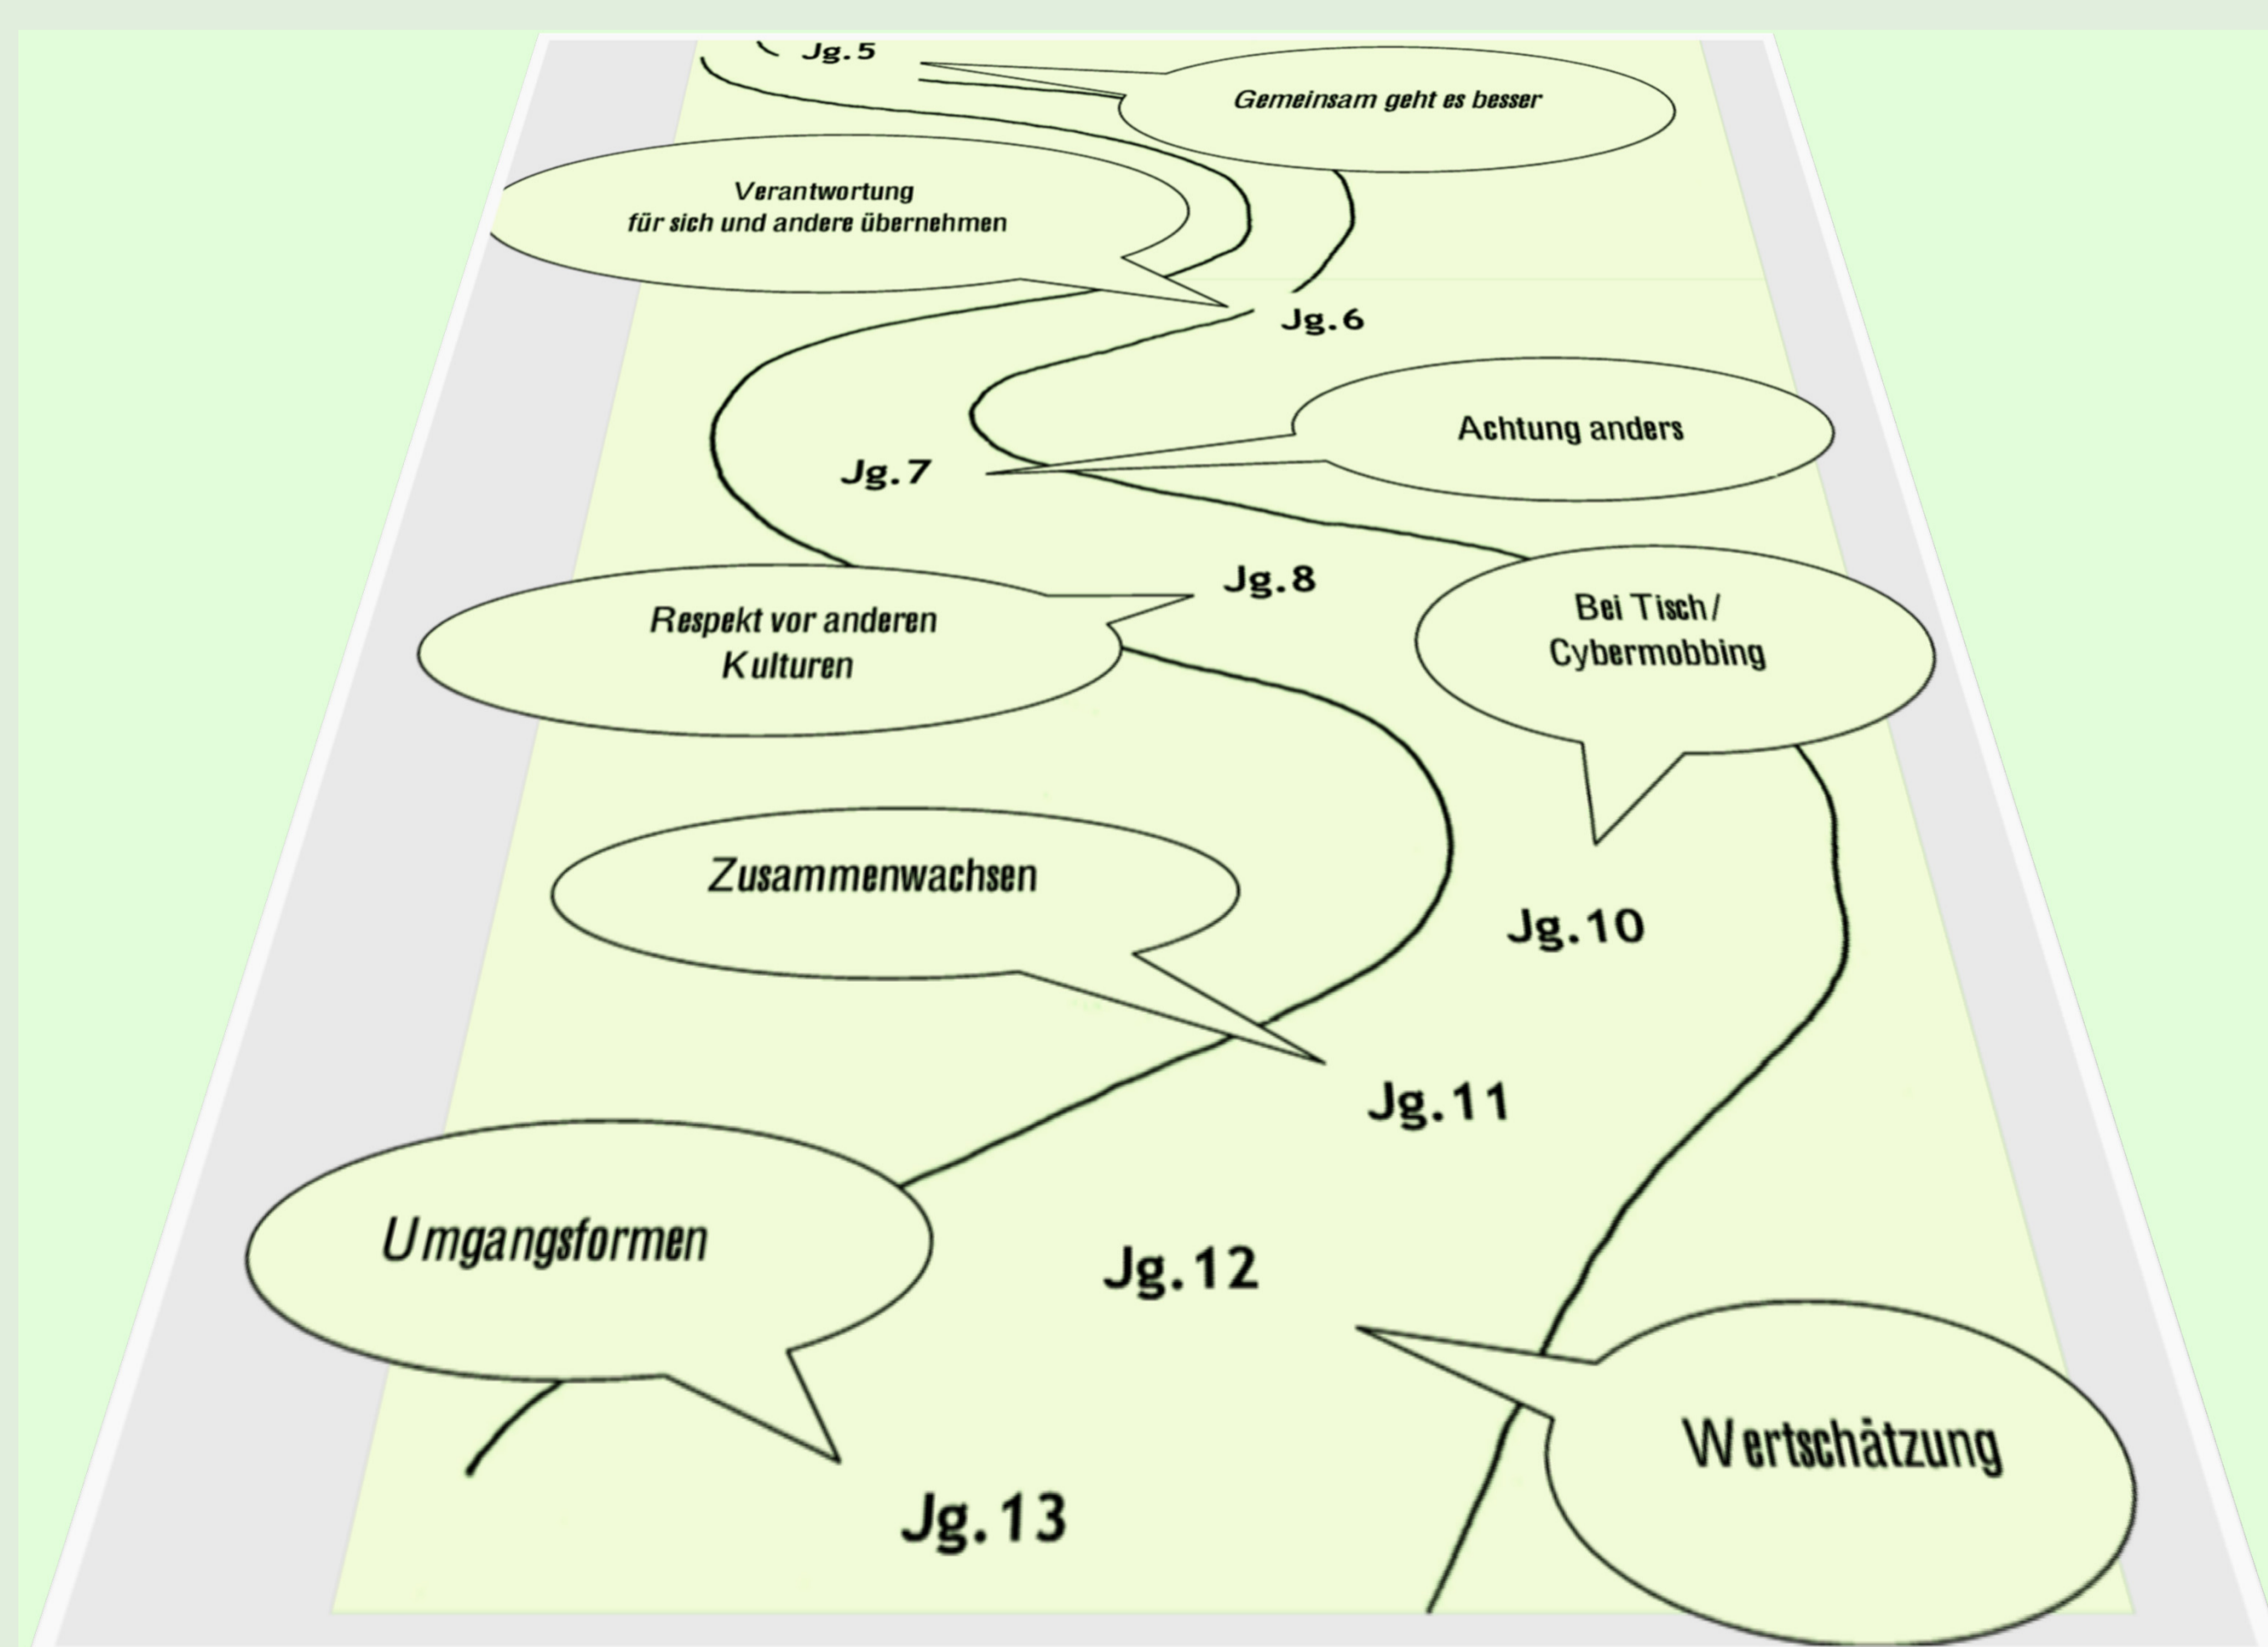 Jg.5
Gemeinsam geht es besser
Verantwortung
für sich und andere übernehmen
Jg.6
Achtung anders
Jg.7
Jg.8
Respekt vor anderen
Kulturen
Bei Tisch/
Cybermobbing
Zusammenwachsen
Jg.10
Jg.11
Umgangsformen
Jg.12
Wertschätzung
Jg.13